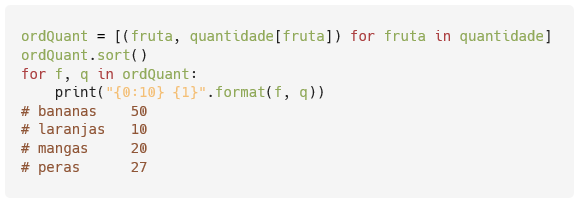 ordQuant = [(fruta, quantidade[fruta]) for fruta in quantidade]
ordQuant.sort()
for f, q in ordQuant:
    print("{0:10} {1}".format(f, q))
# bananas    50
# laranjas   10
# mangas     20
# peras      27